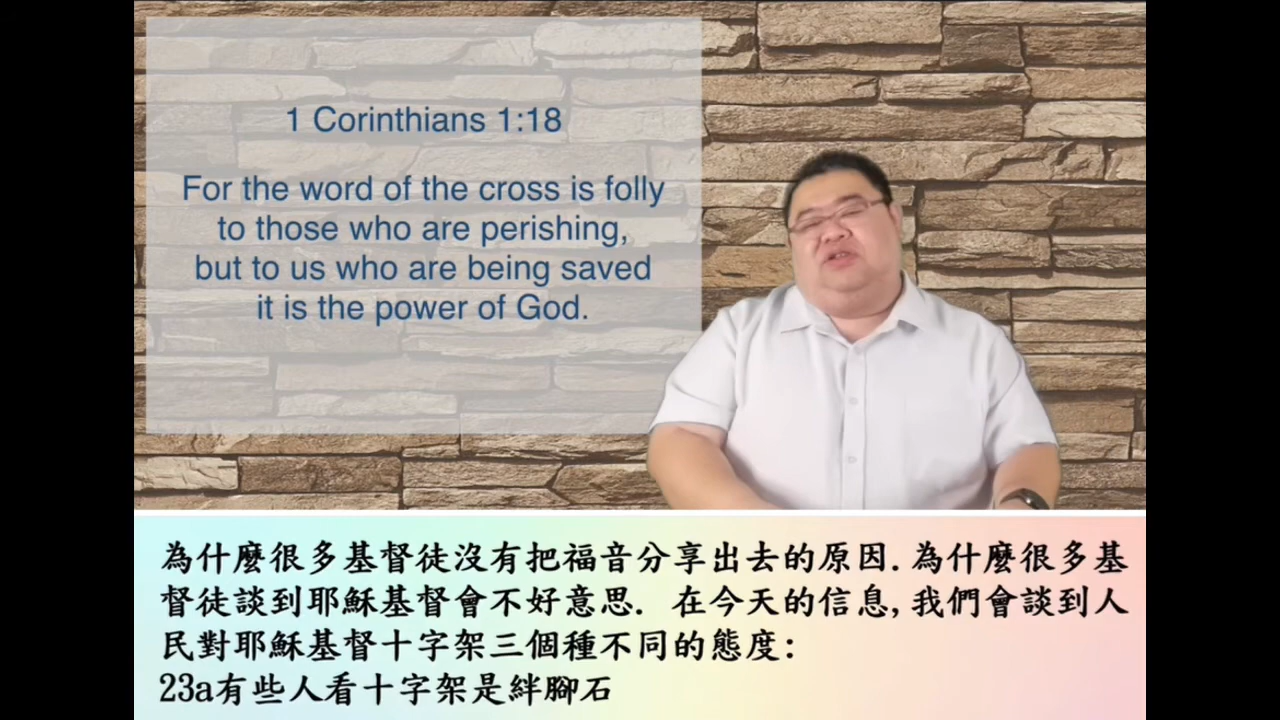 1 Corinthians 1:18
For the word of the cross is folly
to those who are perishing,
but to us who are being saved
it is the power of God.
為什麼很多基督徒沒有把福音分享出去的原因. 為什麼很多基
督徒談到耶穌基督會不好意思. 在今天的信息, 我們會談到人
民對耶穌基督十字架三個種不同的態度:
23a有些人看十字架是絆腳石